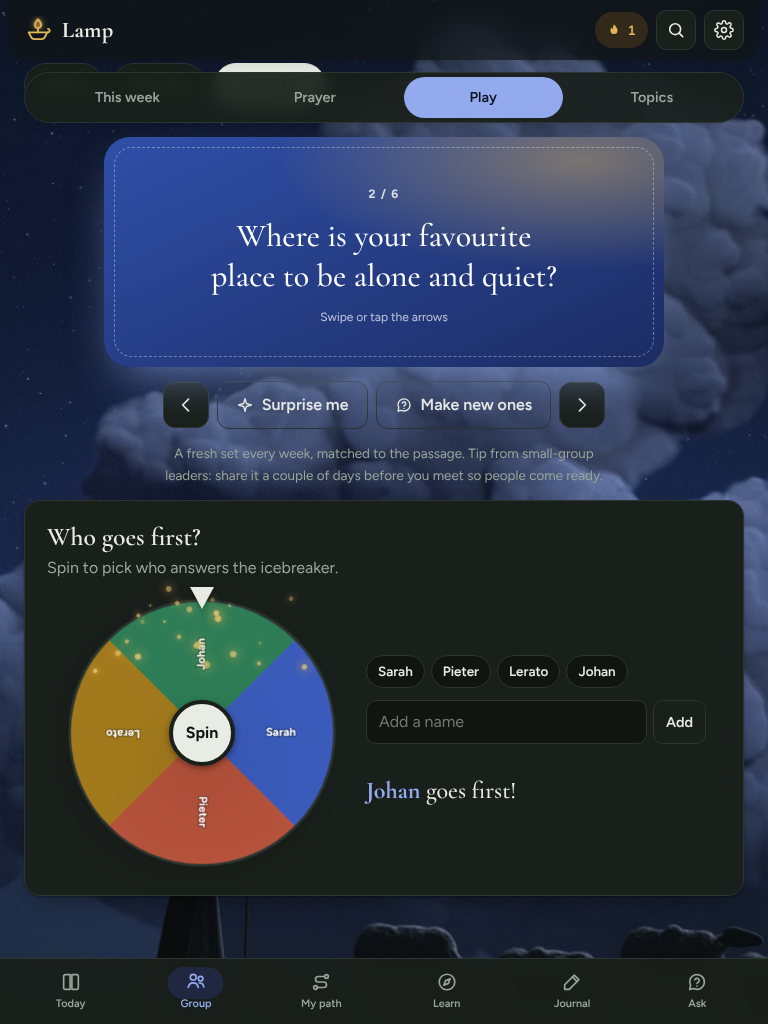 Lamp
1
This week
Prayer
Play
Topics
2 / 6
Where is your favourite
place to be alone and quiet?
Swipe or tap the arrows
Surprise me
Make new ones
A fresh set every week, matched to the passage. Tip from small-group
leaders: share it a couple of days before you meet so people come ready.
Who goes first?
Spin to pick who answers the icebreaker.
Johan
Lerato
Spin
Sarah
Pieter
Sarah
Pieter
Lerato
Johan
Add a name
Add
Johan goes first!
Today
Group
My path
Learn
Journal
Ask